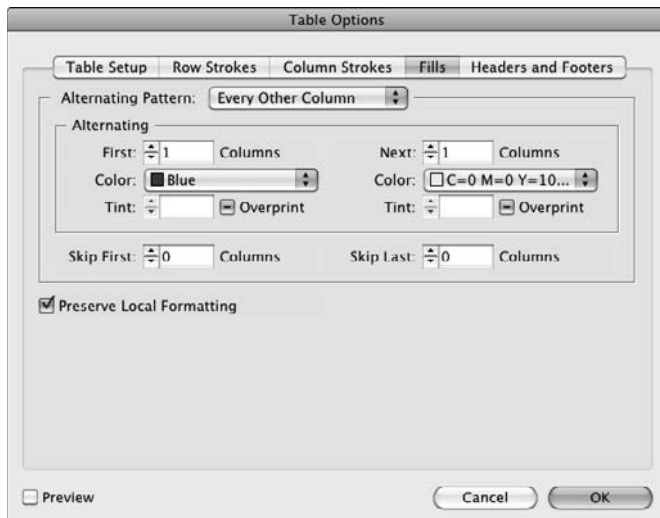 Table Options
Table Setup Row Strokes Column Strokes Fills Headers and Footers
Alternating Pattern: Every Other Column
Alternating
First: 1 Columns Next: 1 Columns
Color: Blue Color: C=0 M=0 Y=10...
Tint: Overprint Tint: Overprint
Skip First: 0 Columns Skip Last: 0 Columns
Preserve Local Formatting
Preview Cancel OK